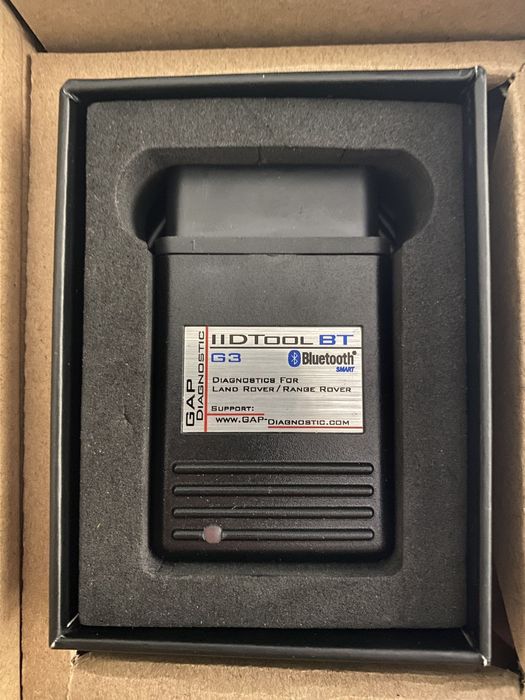 GAP
DIAGNOSTIC
IIDTOOL BT
G3
Bluetooth®
SMART
DIAGNOSTICS FOR
LAND ROVER/RANGE ROVER
SUPPORT:
WWW.GAP-DIAGNOSTIC.COM